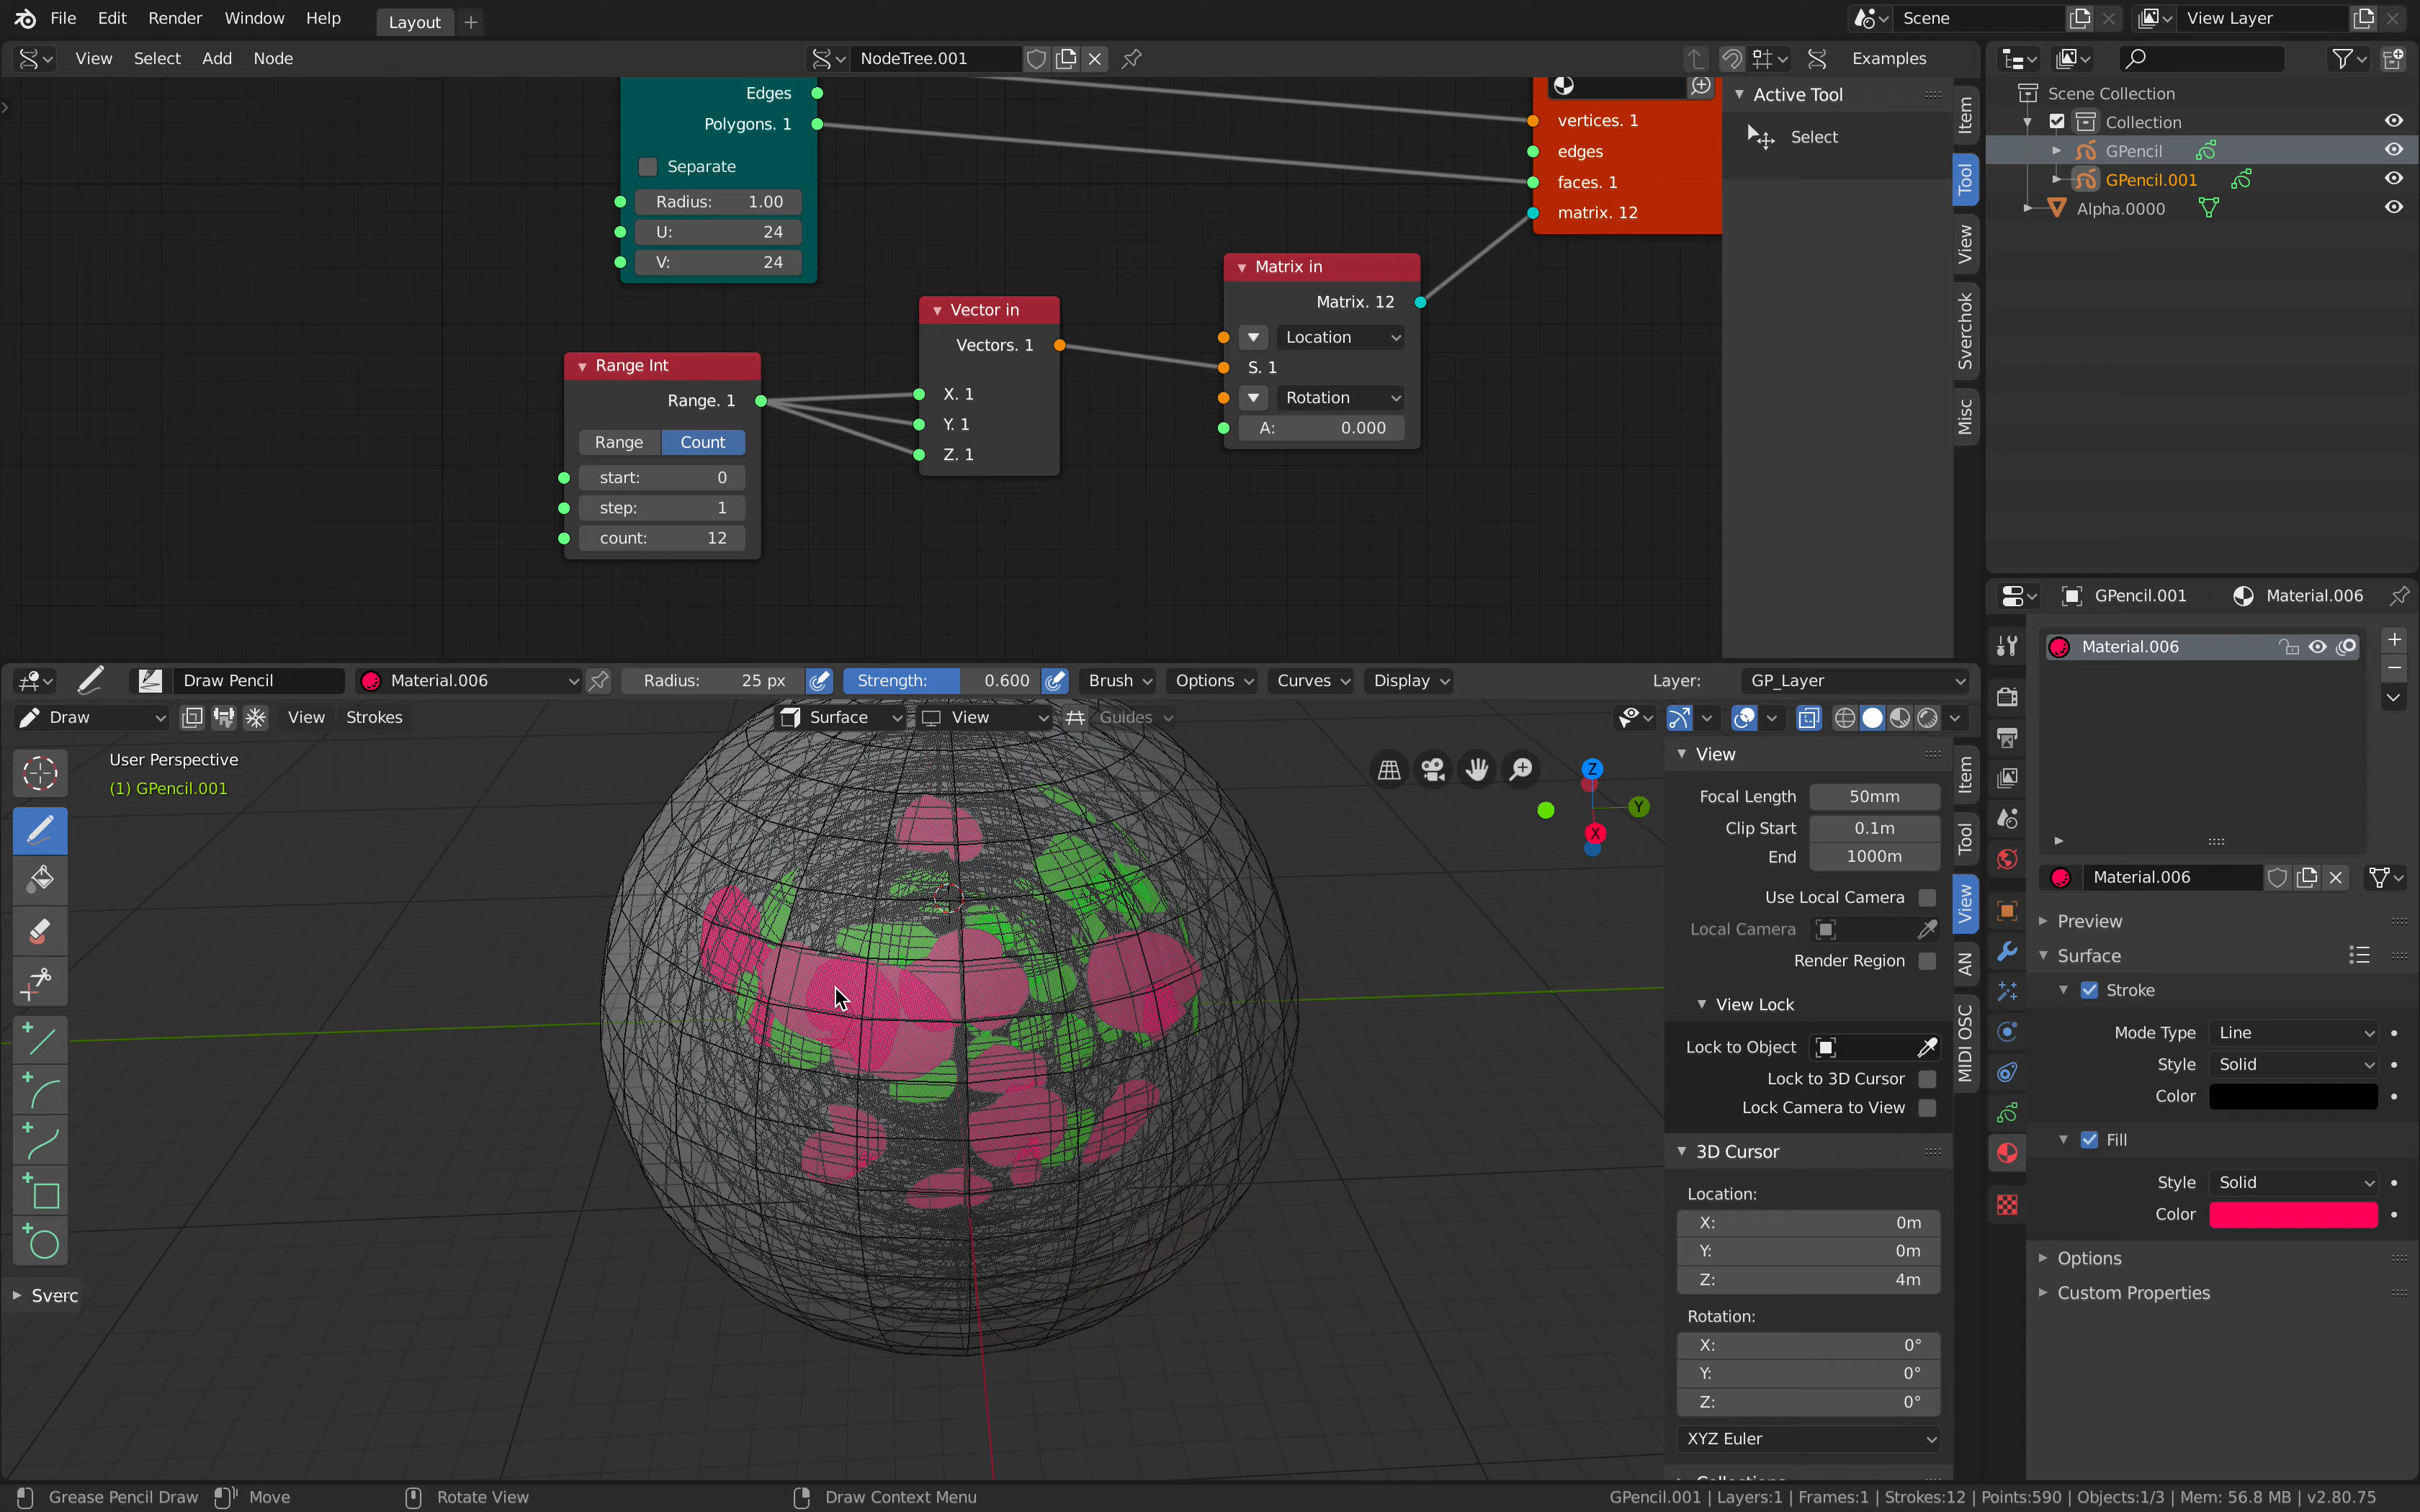 File Edit Render Window Help Layout + Scene View Layer
View Select Add Node NodeTree.001 Examples
Edges
Polygons. 1
Separate
Radius: 1.00
U: 24
V: 24
vertices. 1
edges
faces. 1
matrix. 12
Matrix in
Matrix. 12
Location
S. 1
Rotation
A: 0.000
Vector in
Vectors. 1
X. 1
Y. 1
Z. 1
Range Int
Range. 1
Range Count
start: 0
step: 1
count: 12
Active Tool
Select
Item
Tool
View
Sverchok
Misc
Scene Collection
Collection
GPencil
GPencil.001
Alpha.0000
GPencil.001 Material.006
Material.006
Draw Pencil Material.006 Radius: 25 px Strength: 0.600 Brush Options Curves Display Layer: GP_Layer
Draw View Strokes Surface View Guides
User Perspective
(1) GPencil.001
Z
Y
X
Sverc
View
Focal Length 50mm
Clip Start 0.1m
End 1000m
Use Local Camera
Local Camera
Render Region
View Lock
Lock to Object
Lock to 3D Cursor
Lock Camera to View
3D Cursor
Location:
X: 0m
Y: 0m
Z: 4m
Rotation:
X: 0°
Y: 0°
Z: 0°
XYZ Euler
Item
Tool
View
AN
MIDI OSC
Material.006
Preview
Surface
Stroke
Mode Type Line
Style Solid
Color
Fill
Style Solid
Color
Options
Custom Properties
Grease Pencil Draw Move Rotate View Draw Context Menu GPencil.001 | Layers:1 | Frames:1 | Strokes:12 | Points:590 | Objects:1/3 | Mem: 56.8 MB | v2.80.75